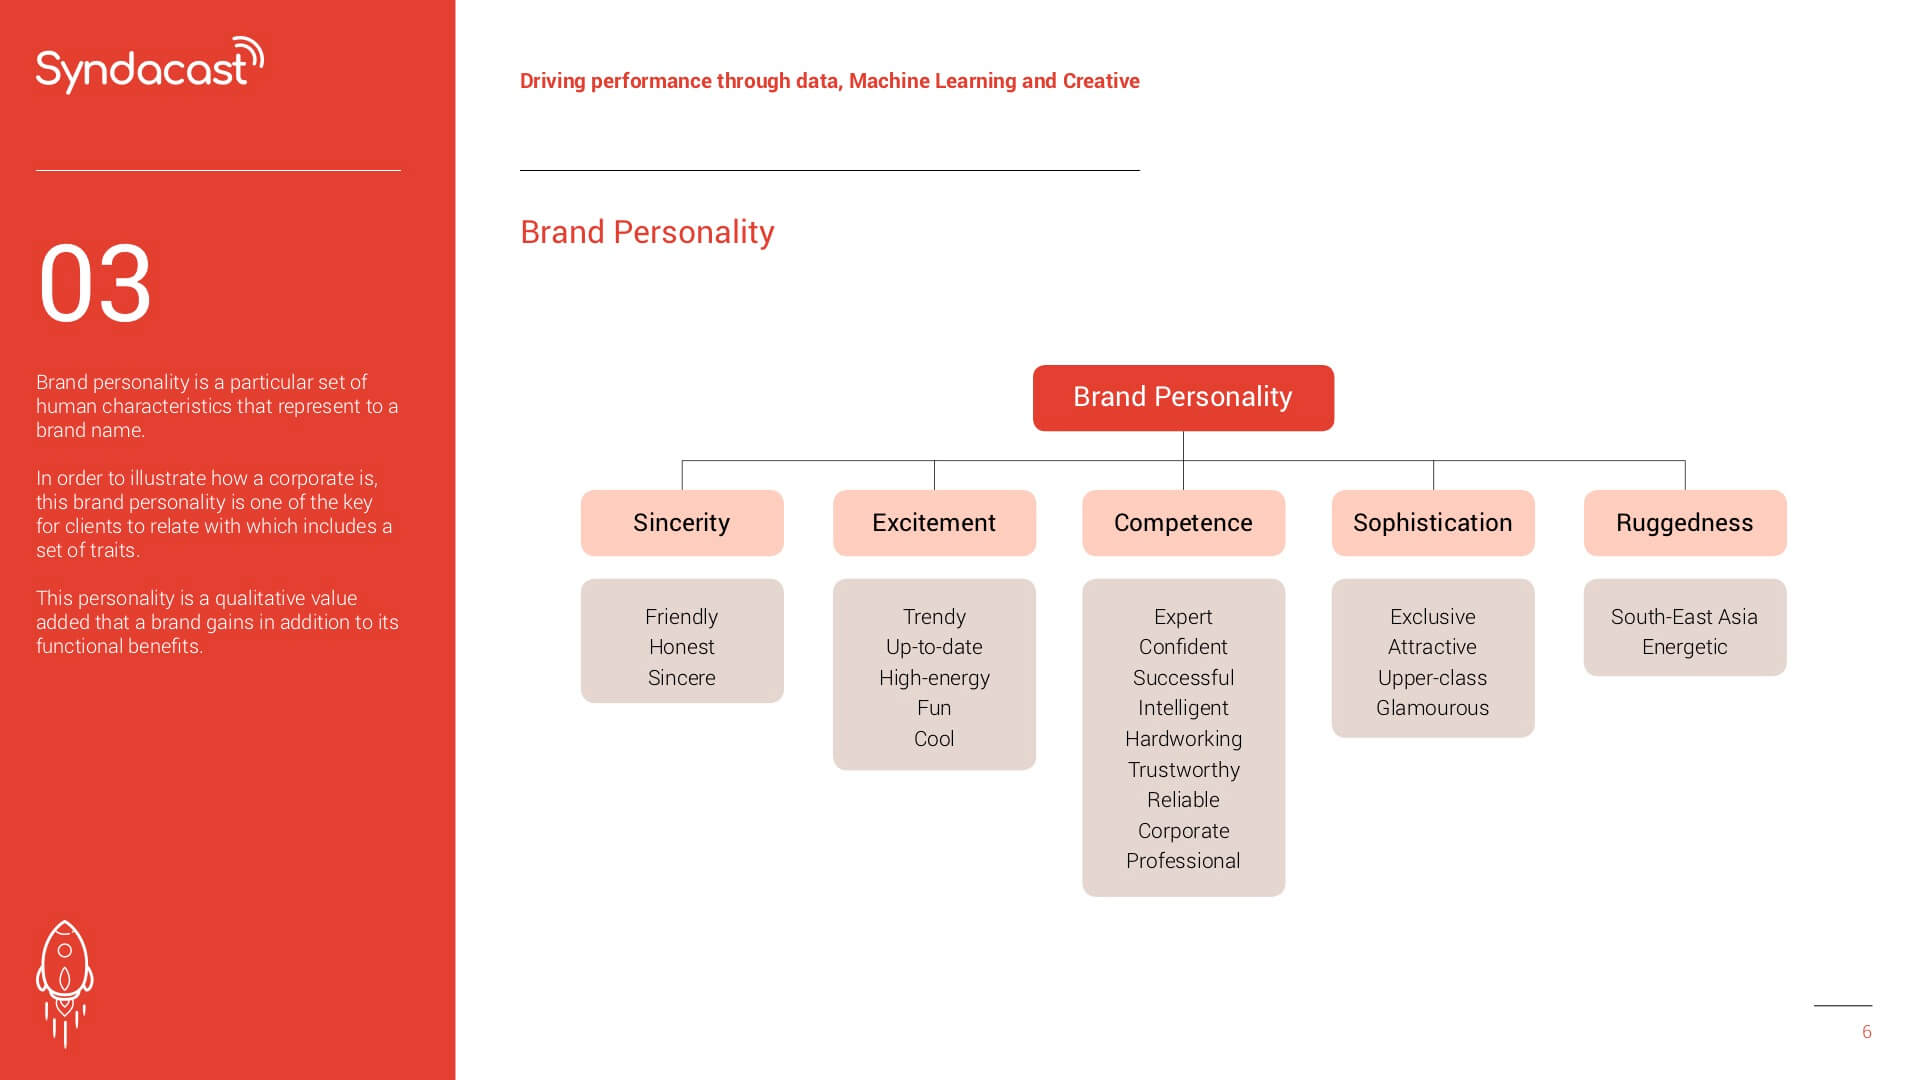 Syndacast
03
Brand personality is a particular set of
human characteristics that represent to a
brand name.
In order to illustrate how a corporate is,
this brand personality is one of the key
for clients to relate with which includes a
set of traits.
This personality is a qualitative value
added that a brand gains in addition to its
functional benefits.
Driving performance through data, Machine Learning and Creative
Brand Personality
Brand Personality
Sincerity
Friendly
Honest
Sincere
Excitement
Trendy
Up-to-date
High-energy
Fun
Cool
Competence
Expert
Confident
Successful
Intelligent
Hardworking
Trustworthy
Reliable
Corporate
Professional
Sophistication
Exclusive
Attractive
Upper-class
Glamourous
Ruggedness
South-East Asia
Energetic
6